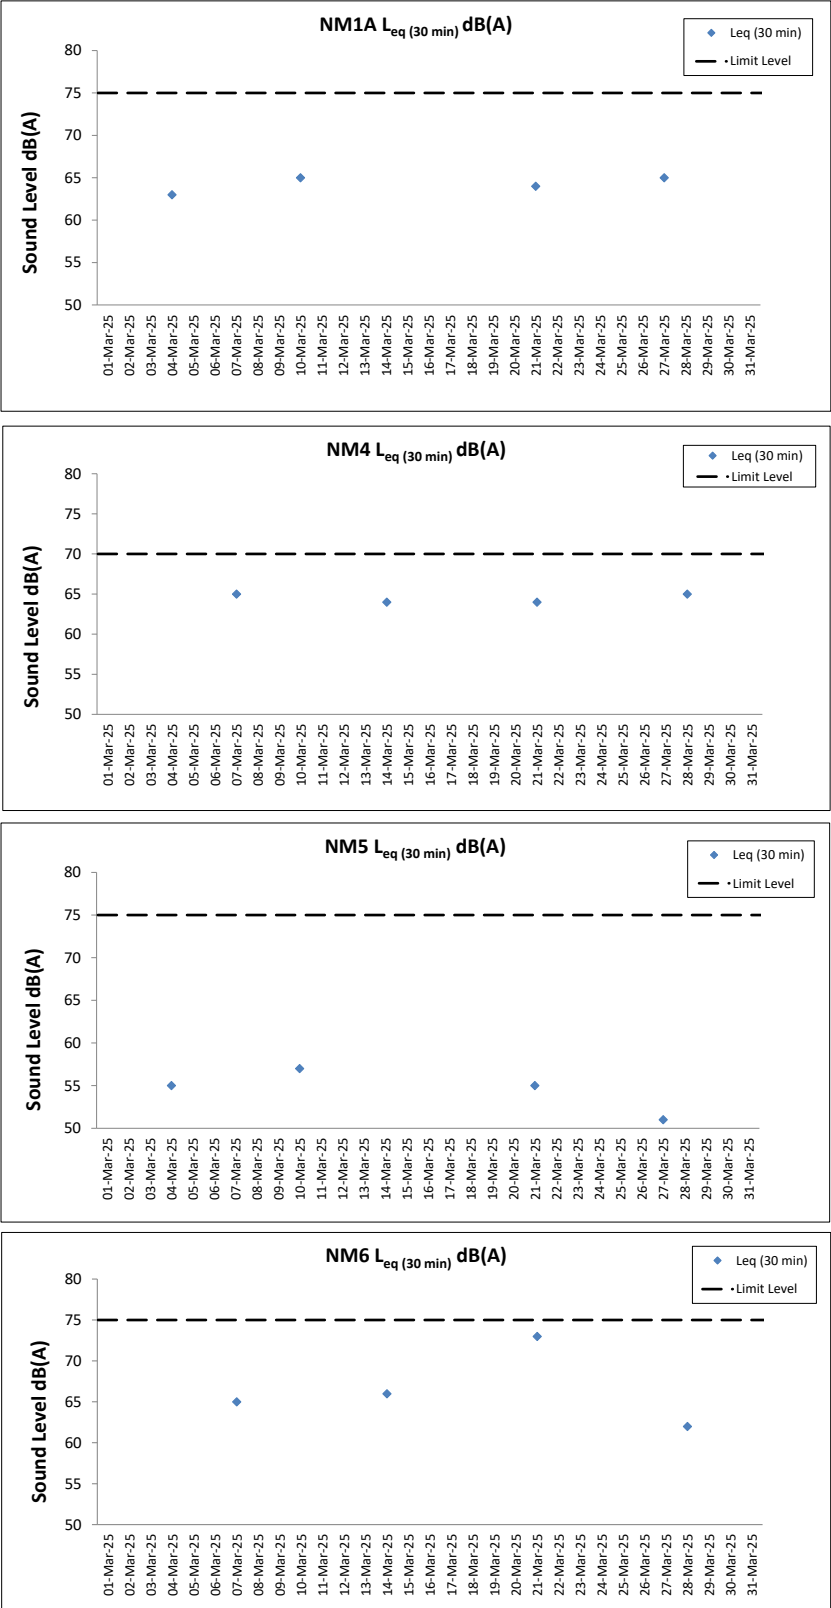 NM1A Leq (30 min) dB(A)
Leq (30 min)
Limit Level
Sound Level dB(A)
80
75
70
65
60
55
50
01-Mar-25
02-Mar-25
03-Mar-25
04-Mar-25
05-Mar-25
06-Mar-25
07-Mar-25
08-Mar-25
09-Mar-25
10-Mar-25
11-Mar-25
12-Mar-25
13-Mar-25
14-Mar-25
15-Mar-25
16-Mar-25
17-Mar-25
18-Mar-25
19-Mar-25
20-Mar-25
21-Mar-25
22-Mar-25
23-Mar-25
24-Mar-25
25-Mar-25
26-Mar-25
27-Mar-25
28-Mar-25
29-Mar-25
30-Mar-25
31-Mar-25
NM4 Leq (30 min) dB(A)
Leq (30 min)
Limit Level
Sound Level dB(A)
80
75
70
65
60
55
50
01-Mar-25
02-Mar-25
03-Mar-25
04-Mar-25
05-Mar-25
06-Mar-25
07-Mar-25
08-Mar-25
09-Mar-25
10-Mar-25
11-Mar-25
12-Mar-25
13-Mar-25
14-Mar-25
15-Mar-25
16-Mar-25
17-Mar-25
18-Mar-25
19-Mar-25
20-Mar-25
21-Mar-25
22-Mar-25
23-Mar-25
24-Mar-25
25-Mar-25
26-Mar-25
27-Mar-25
28-Mar-25
29-Mar-25
30-Mar-25
31-Mar-25
NM5 Leq (30 min) dB(A)
Leq (30 min)
Limit Level
Sound Level dB(A)
80
75
70
65
60
55
50
01-Mar-25
02-Mar-25
03-Mar-25
04-Mar-25
05-Mar-25
06-Mar-25
07-Mar-25
08-Mar-25
09-Mar-25
10-Mar-25
11-Mar-25
12-Mar-25
13-Mar-25
14-Mar-25
15-Mar-25
16-Mar-25
17-Mar-25
18-Mar-25
19-Mar-25
20-Mar-25
21-Mar-25
22-Mar-25
23-Mar-25
24-Mar-25
25-Mar-25
26-Mar-25
27-Mar-25
28-Mar-25
29-Mar-25
30-Mar-25
31-Mar-25
NM6 Leq (30 min) dB(A)
Leq (30 min)
Limit Level
Sound Level dB(A)
80
75
70
65
60
55
50
01-Mar-25
02-Mar-25
03-Mar-25
04-Mar-25
05-Mar-25
06-Mar-25
07-Mar-25
08-Mar-25
09-Mar-25
10-Mar-25
11-Mar-25
12-Mar-25
13-Mar-25
14-Mar-25
15-Mar-25
16-Mar-25
17-Mar-25
18-Mar-25
19-Mar-25
20-Mar-25
21-Mar-25
22-Mar-25
23-Mar-25
24-Mar-25
25-Mar-25
26-Mar-25
27-Mar-25
28-Mar-25
29-Mar-25
30-Mar-25
31-Mar-25